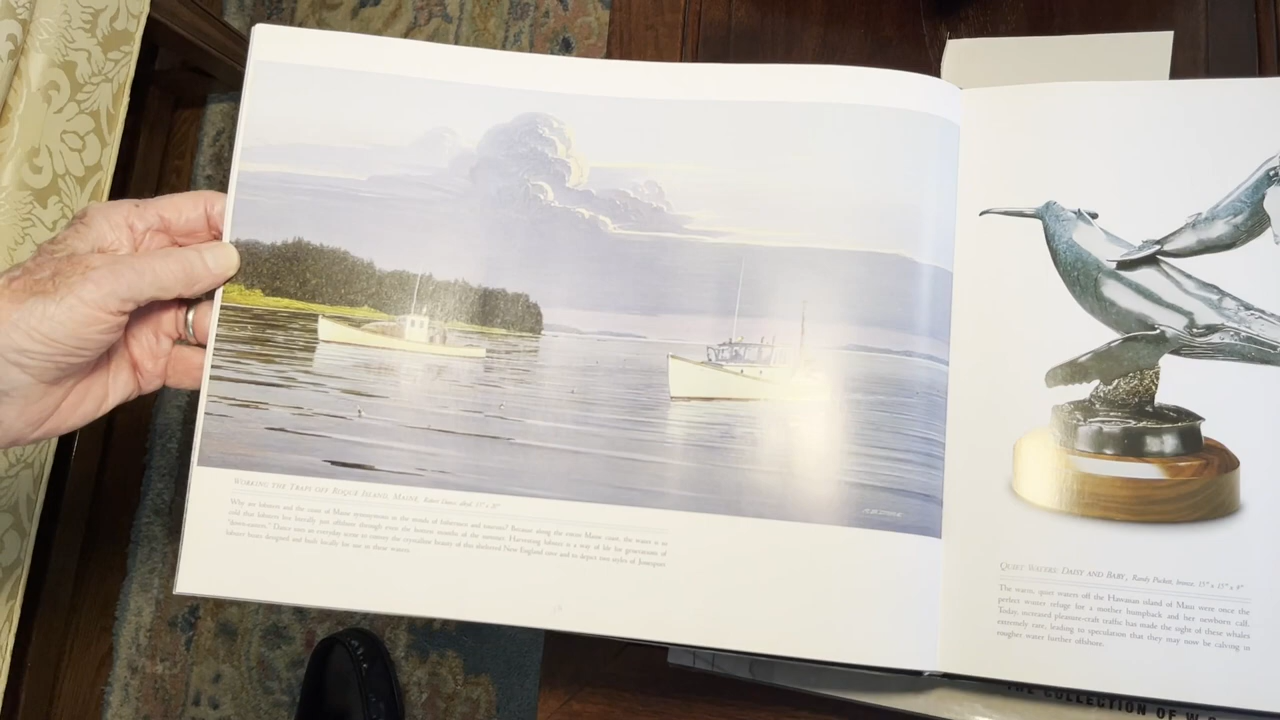 WORKING THE TRAPS OFF ISLAND, MAINE, Robert Dance, 13" x 28"
Why are lobsters and the coast of Maine synonymous in the minds of fishermen and tourists? Because along the entire Maine coast, the water is so
cold that lobsters live literally just offshore through even the hottest months of the summer. Harvesting lobsters is a way of life for generations of
"down-easters." Dance uses an everyday scene to convey the crystalline beauty of this sheltered New England cove and to depict two styles of Jonesport
lobster boats designed and built locally for use in these waters.
QUIET WATERS: DAISY AND BABY, Randy Puckett, bronze, 15" x 15" x 9"
The warm, quiet waters off the Hawaiian island of Maui were once the
perfect winter refuge for a mother humpback and her newborn calf.
Today, increased pleasure-craft traffic has made the sight of these whales
extremely rare, leading to speculation that they may now be calving in
rougher water further offshore.
THE COLLECTION OF W